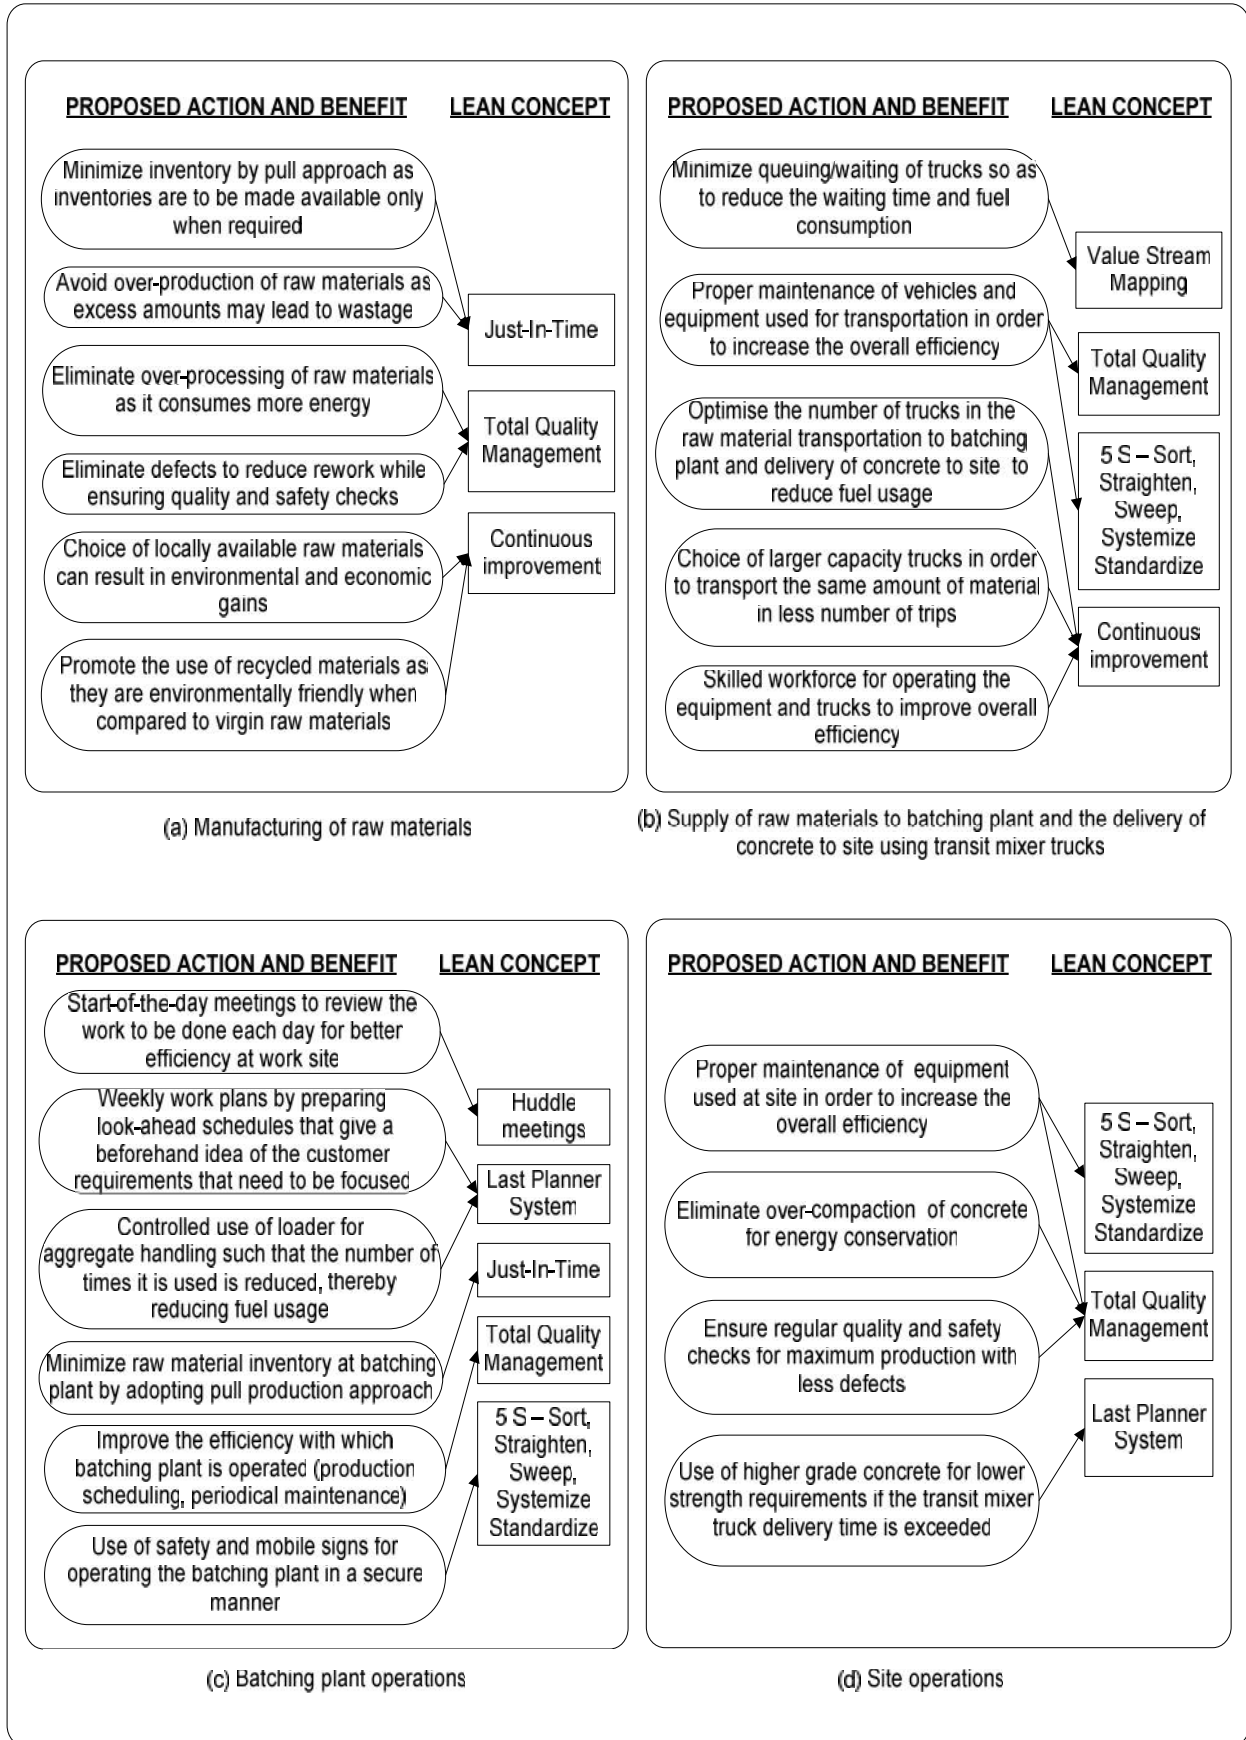 PROPOSED ACTION AND BENEFIT
LEAN CONCEPT
Minimize inventory by pull approach as
inventories are to be made available only
when required
Avoid over-production of raw materials as
excess amounts may lead to wastage
Just-In-Time
Eliminate over-processing of raw materials
as it consumes more energy
Total Quality
Management
Eliminate defects to reduce rework while
ensuring quality and safety checks
Choice of locally available raw materials
can result in environmental and economic
gains
Continuous
improvement
Promote the use of recycled materials as
they are environmentally friendly when
compared to virgin raw materials
(a) Manufacturing of raw materials
PROPOSED ACTION AND BENEFIT
LEAN CONCEPT
Minimize queuing/waiting of trucks so as
to reduce the waiting time and fuel
consumption
Value Stream
Mapping
Proper maintenance of vehicles and
equipment used for transportation in order
to increase the overall efficiency
Total Quality
Management
Optimise the number of trucks in the
raw material transportation to batching
plant and delivery of concrete to site to
reduce fuel usage
5 S – Sort,
Straighten,
Sweep,
Systemize
Standardize
Choice of larger capacity trucks in order
to transport the same amount of material
in less number of trips
Continuous
improvement
Skilled workforce for operating the
equipment and trucks to improve overall
efficiency
(b) Supply of raw materials to batching plant and the delivery of
concrete to site using transit mixer trucks
PROPOSED ACTION AND BENEFIT
LEAN CONCEPT
Start-of-the-day meetings to review the
work to be done each day for better
efficiency at work site
Huddle
meetings
Weekly work plans by preparing
look-ahead schedules that give a
beforehand idea of the customer
requirements that need to be focused
Last Planner
System
Controlled use of loader for
aggregate handling such that the number of
times it is used is reduced, thereby
reducing fuel usage
Just-In-Time
Minimize raw material inventory at batching
plant by adopting pull production approach
Total Quality
Management
Improve the efficiency with which
batching plant is operated (production
scheduling, periodical maintenance)
5 S – Sort,
Straighten,
Sweep,
Systemize
Standardize
Use of safety and mobile signs for
operating the batching plant in a secure
manner
(c) Batching plant operations
PROPOSED ACTION AND BENEFIT
LEAN CONCEPT
Proper maintenance of equipment
used at site in order to increase the
overall efficiency
5 S – Sort,
Straighten,
Sweep,
Systemize
Standardize
Eliminate over-compaction of concrete
for energy conservation
Total Quality
Management
Ensure regular quality and safety
checks for maximum production with
less defects
Last Planner
System
Use of higher grade concrete for lower
strength requirements if the transit mixer
truck delivery time is exceeded
(d) Site operations